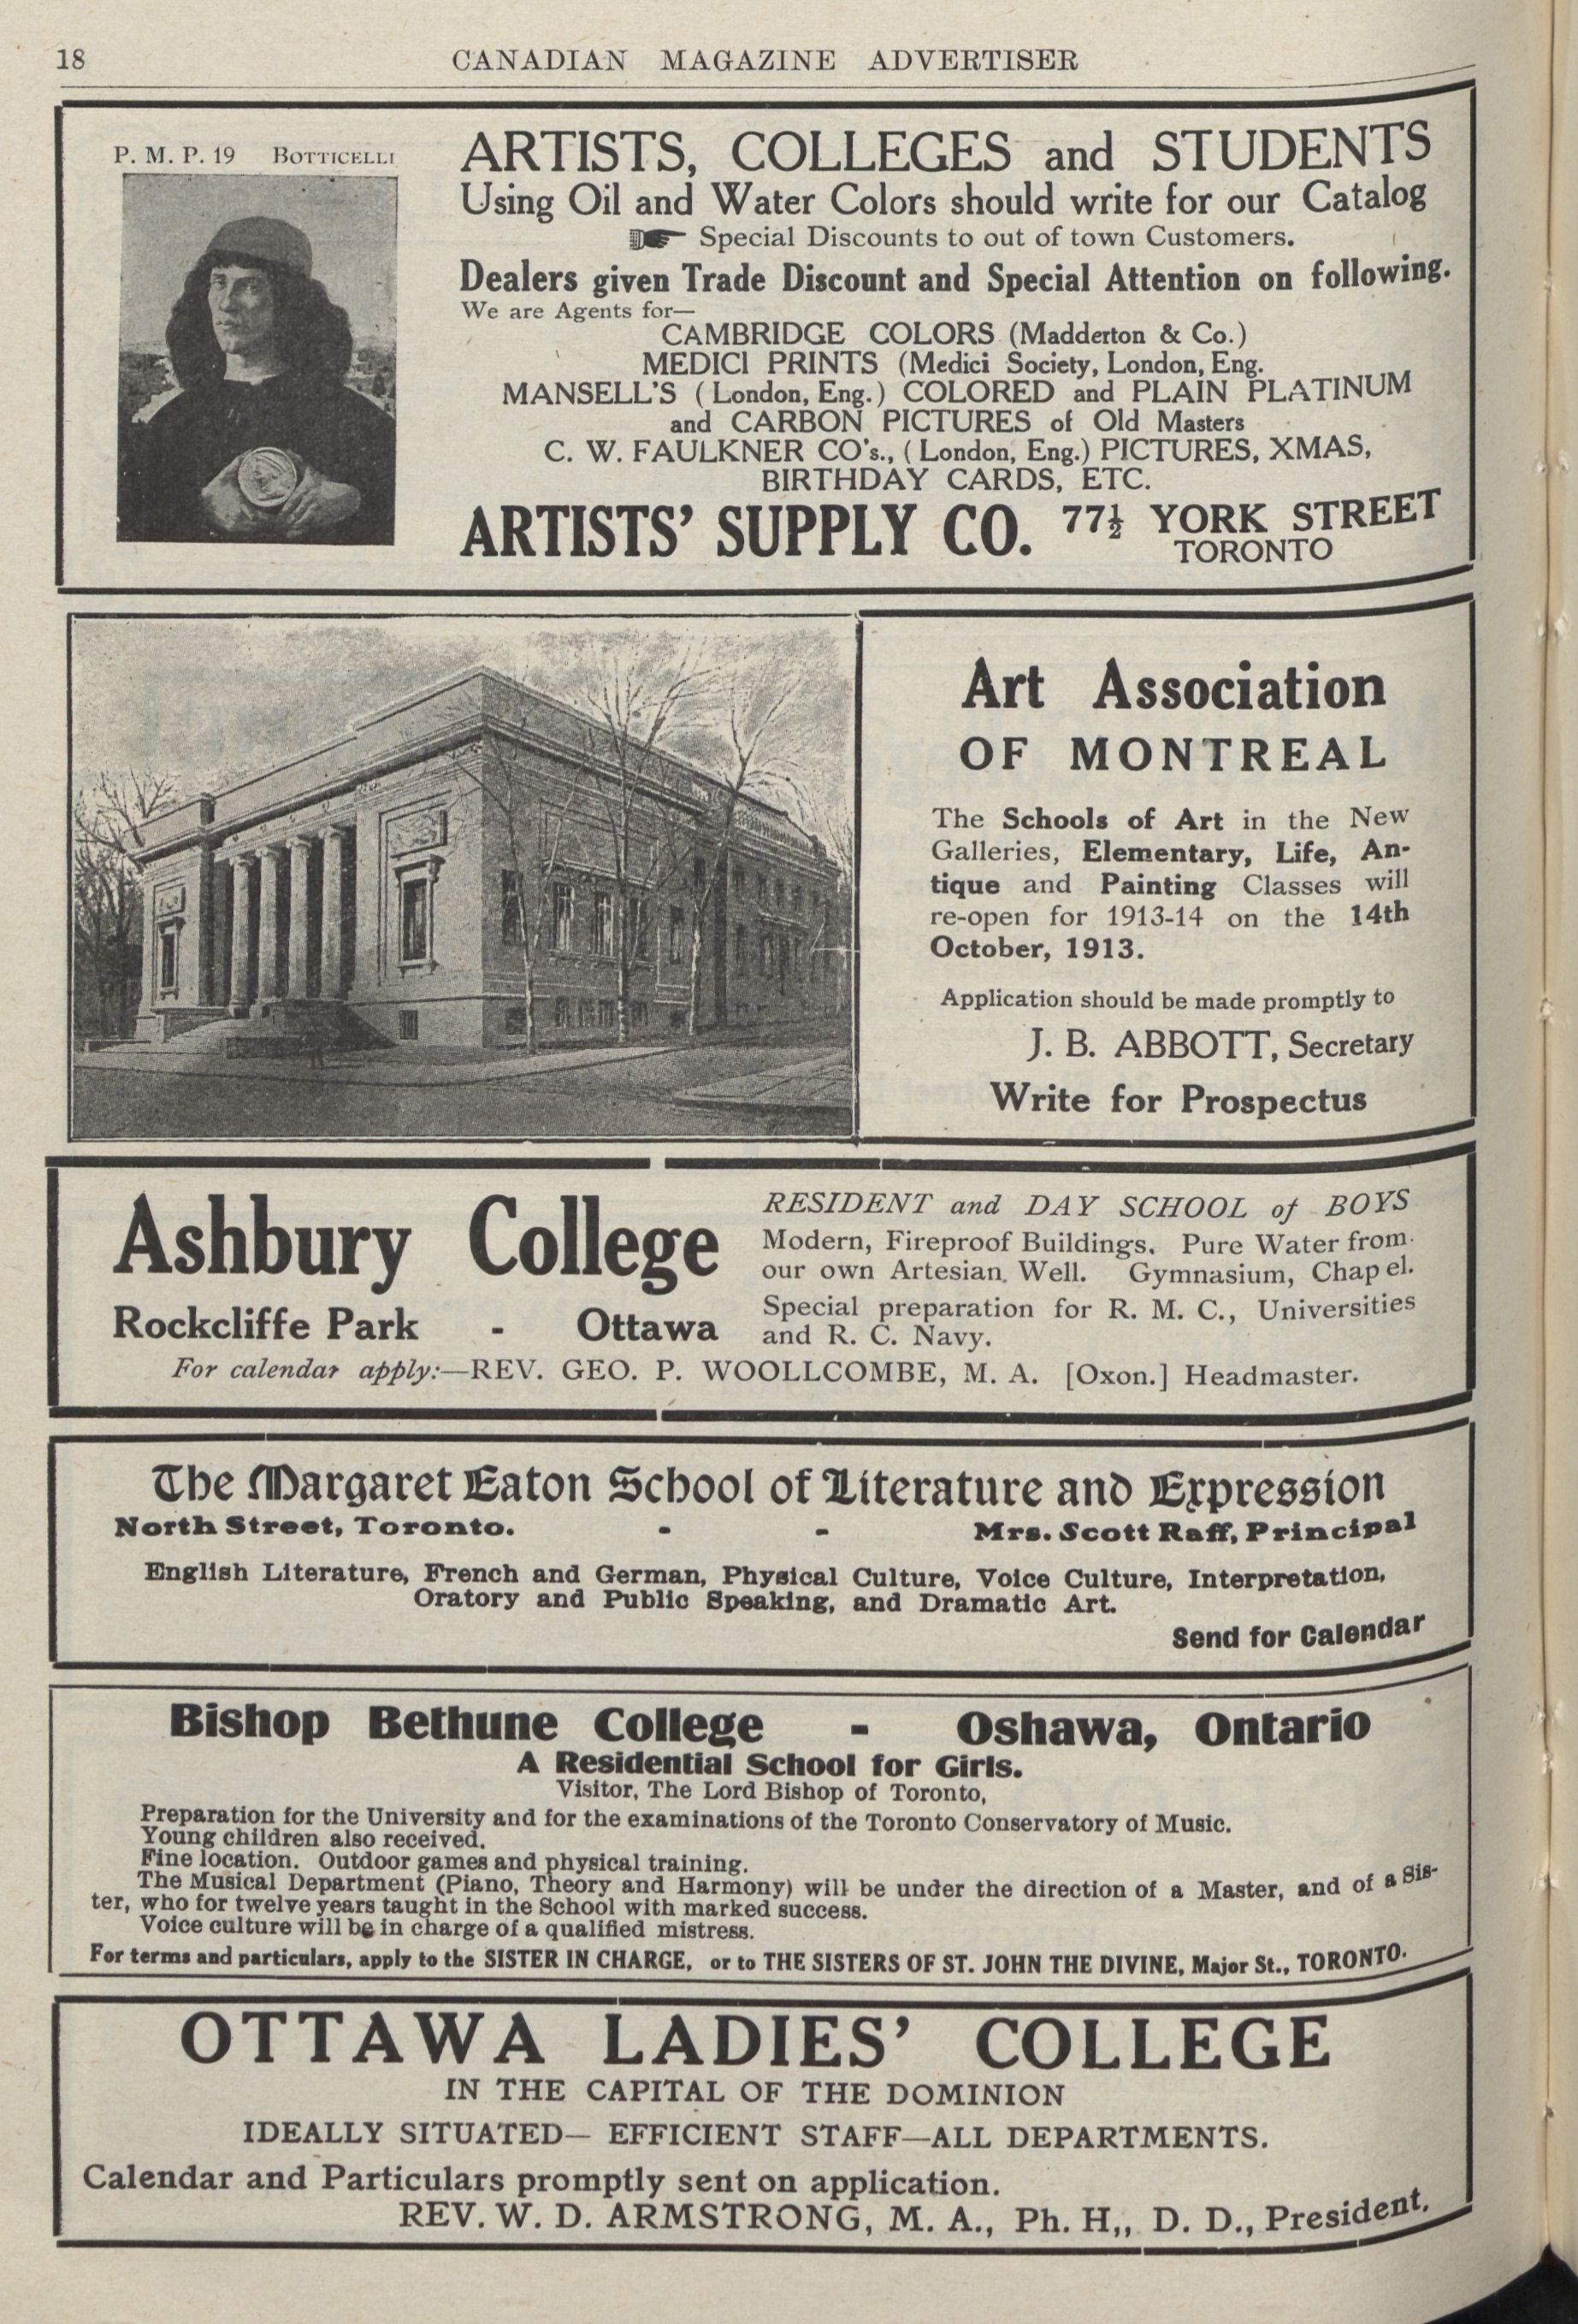 18
CANADIAN MAGAZINE ADVERTISER
P. M. P. 19 BOTTICELLI
ARTISTS, COLLEGES and STUDENTS
Using Oil and Water Colors should write for our Catalog
Special Discounts to out of town Customers.
Dealers given Trade Discount and Special Attention on following.
We are Agents for—
CAMBRIDGE COLORS (Madderton & Co.)
MEDICI PRINTS (Medici Society, London, Eng.
MANSELL'S (London, Eng.) COLORED and PLAIN PLATINUM
and CARBON PICTURES of Old Masters
C. W. FAULKNER CO's., (London, Eng.) PICTURES, XMAS,
BIRTHDAY CARDS, ETC.
ARTISTS' SUPPLY CO. 77½ YORK STREET
TORONTO
Art Association
OF MONTREAL
The Schools of Art in the New
Galleries, Elementary, Life, An-
tique and Painting Classes will
re-open for 1913-14 on the 14th
October, 1913.
Application should be made promptly to
J. B. ABBOTT, Secretary
Write for Prospectus
Ashbury College
Rockcliffe Park - Ottawa
RESIDENT and DAY SCHOOL of BOYS
Modern, Fireproof Buildings. Pure Water from
our own Artesian Well. Gymnasium, Chapel.
Special preparation for R. M. C., Universities
and R. C. Navy.
For calendar apply:—REV. GEO. P. WOOLLCOMBE, M. A. [Oxon.] Headmaster.
The Margaret Eaton School of Literature and Expression
North Street, Toronto. - - Mrs. Scott Raff, Principal
English Literature, French and German, Physical Culture, Voice Culture, Interpretation,
Oratory and Public Speaking, and Dramatic Art.
Send for Calendar
Bishop Bethune College - Oshawa, Ontario
A Residential School for Girls.
Visitor, The Lord Bishop of Toronto,
Preparation for the University and for the examinations of the Toronto Conservatory of Music.
Young children also received.
Fine location. Outdoor games and physical training.
The Musical Department (Piano, Theory and Harmony) will be under the direction of a Master, and of a Sis-
ter, who for twelve years taught in the School with marked success.
Voice culture will be in charge of a qualified mistress.
For terms and particulars, apply to the SISTER IN CHARGE, or to THE SISTERS OF ST. JOHN THE DIVINE, Major St., TORONTO.
OTTAWA LADIES' COLLEGE
IN THE CAPITAL OF THE DOMINION
IDEALLY SITUATED— EFFICIENT STAFF—ALL DEPARTMENTS.
Calendar and Particulars promptly sent on application.
REV. W. D. ARMSTRONG, M. A., Ph. H,, D. D., President.